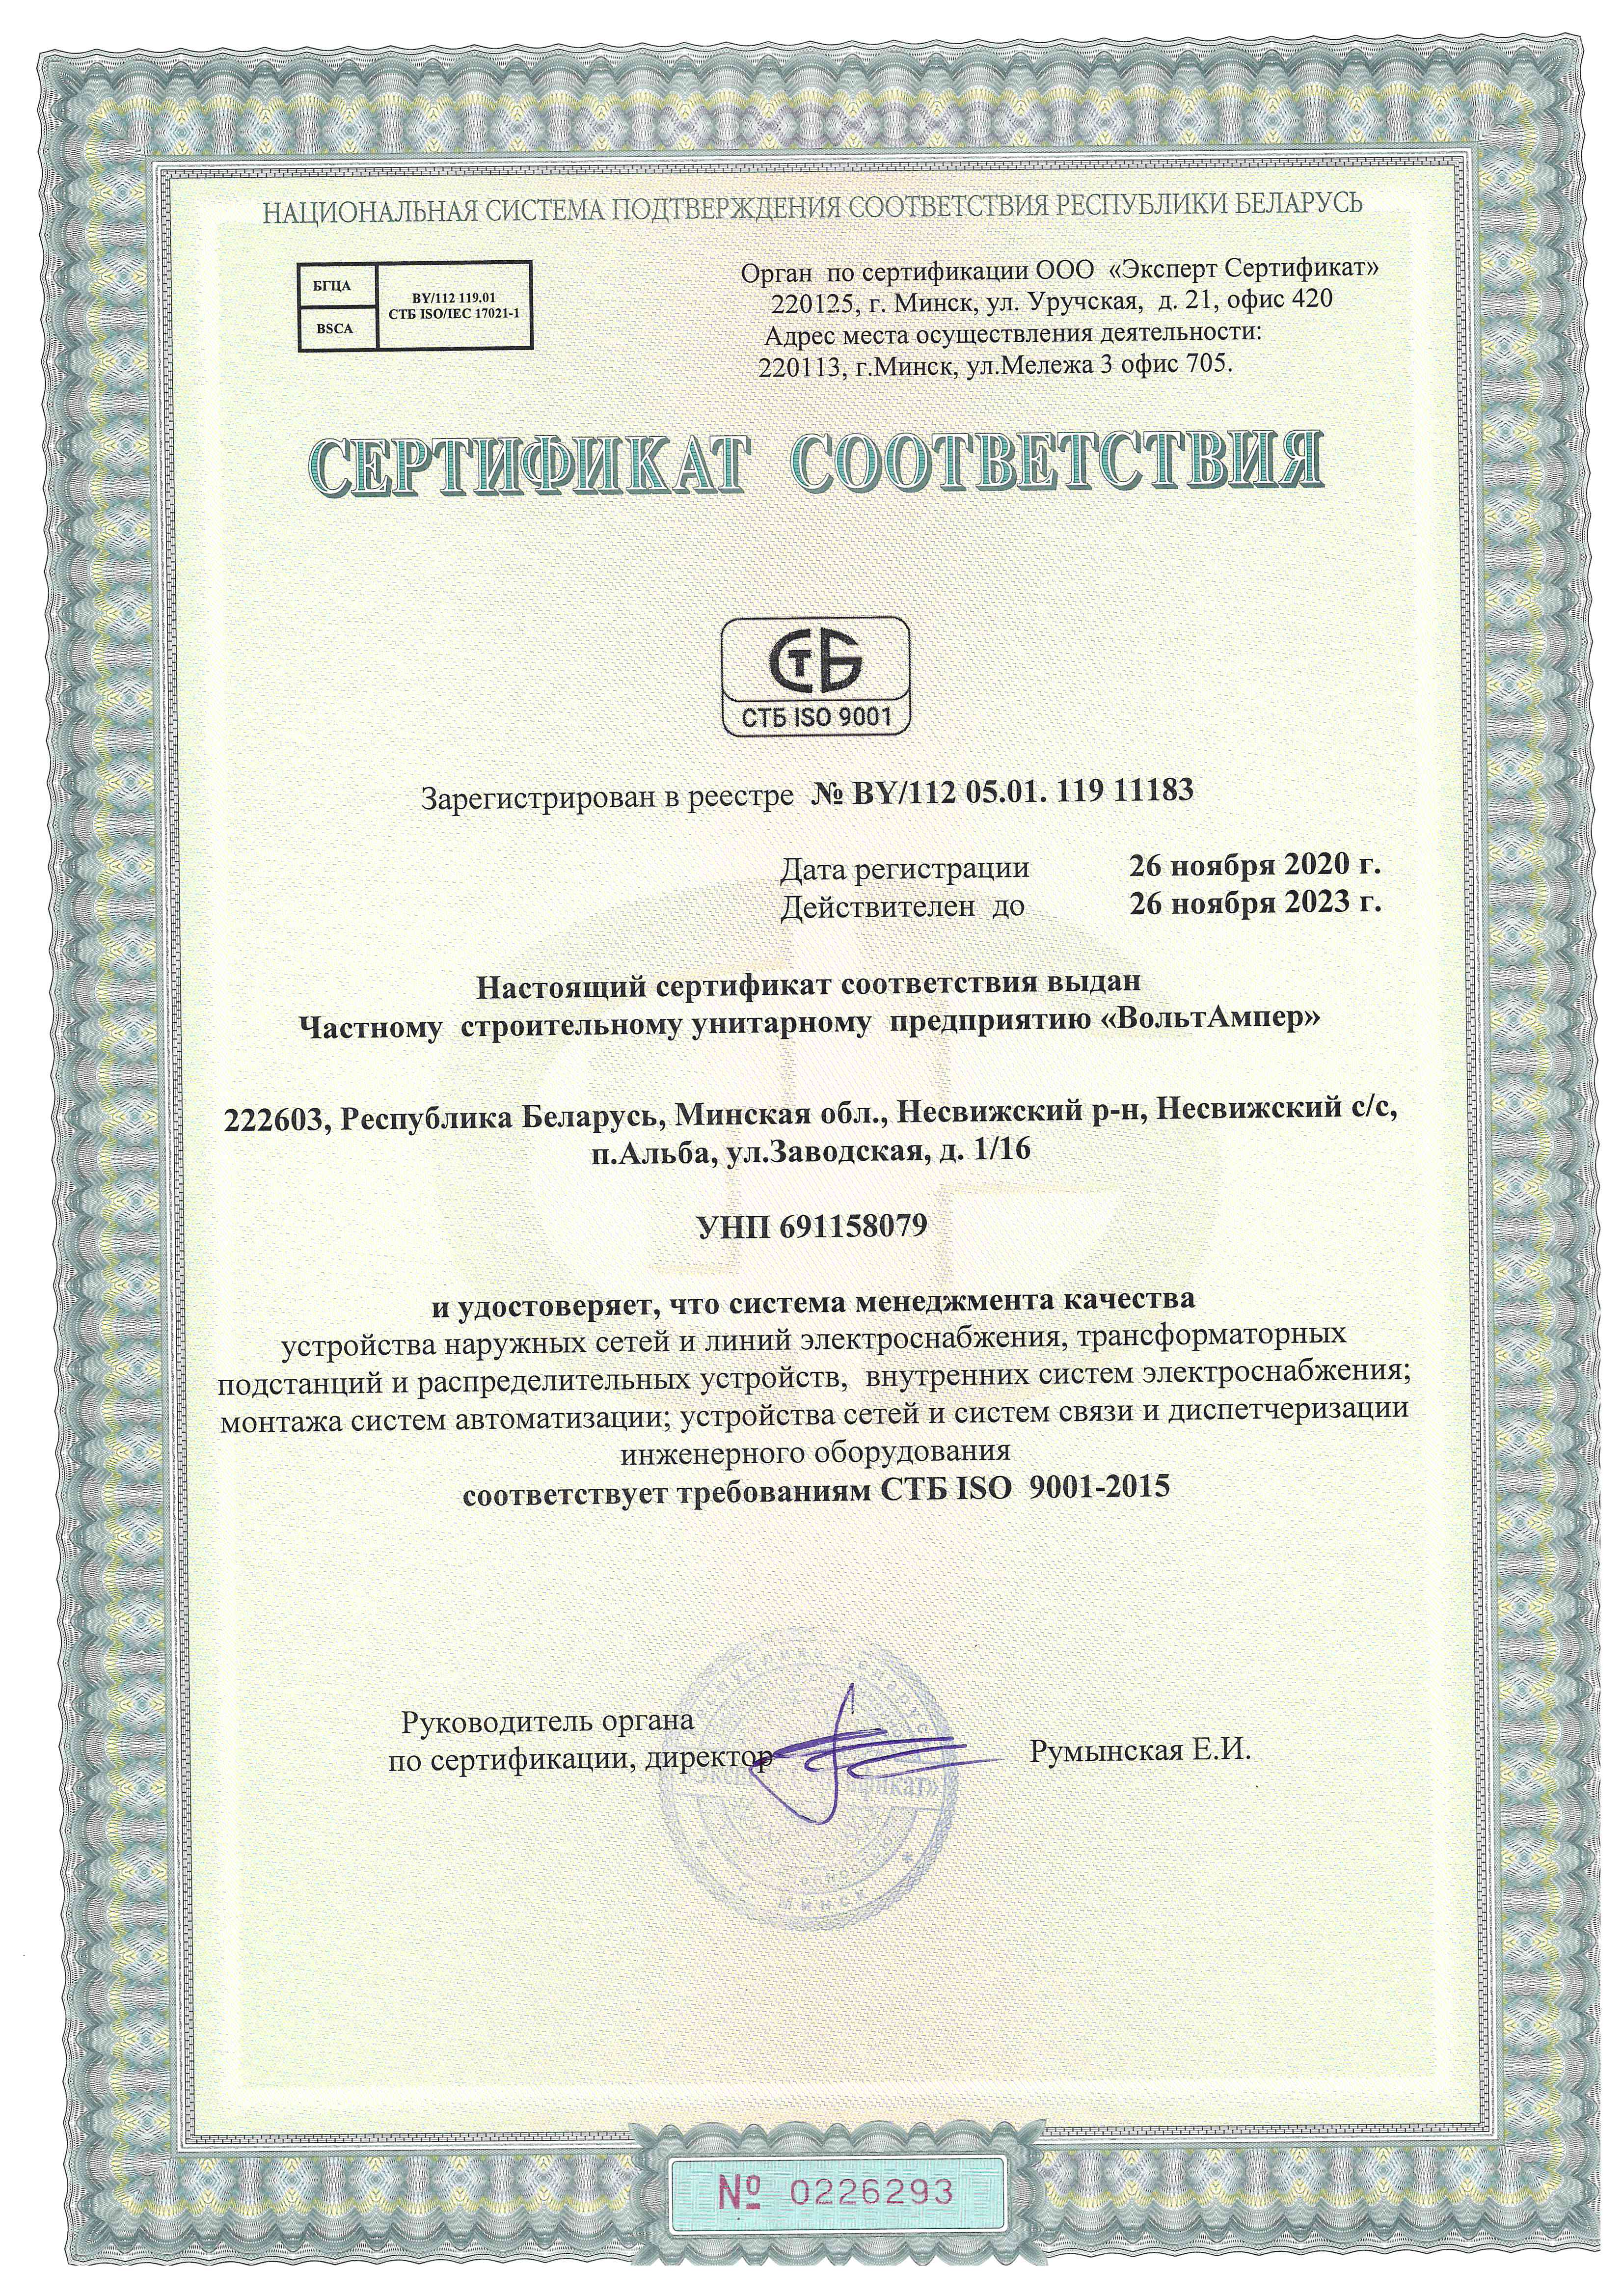 НАЦИОНАЛЬНАЯ СИСТЕМА ПОДТВЕРЖДЕНИЯ СООТВЕТСТВИЯ РЕСПУБЛИКИ БЕЛАРУСЬ
БГЦА
BSCA
BY/112 119.01
СТБ ISO/IEC 17021-1
Орган по сертификации ООО «Эксперт Сертификат»
220125, г. Минск, ул. Уручская, д. 21, офис 420
Адрес места осуществления деятельности:
220113, г.Минск, ул.Мележа 3 офис 705.
СЕРТИФИКАТ СООТВЕТСТВИЯ
СТБ
СТБ ISO 9001
Зарегистрирован в реестре № BY/112 05.01. 119 11183
Дата регистрации 26 ноября 2020 г.
Действителен до 26 ноября 2023 г.
Настоящий сертификат соответствия выдан
Частному строительному унитарному предприятию «ВольтАмпер»
222603, Республика Беларусь, Минская обл., Несвижский р-н, Несвижский с/с,
п.Альба, ул.Заводская, д. 1/16
УНП 691158079
и удостоверяет, что система менеджмента качества
устройства наружных сетей и линий электроснабжения, трансформаторных
подстанций и распределительных устройств, внутренних систем электроснабжения;
монтажа систем автоматизации; устройства сетей и систем связи и диспетчеризации
инженерного оборудования
соответствует требованиям СТБ ISO 9001-2015
Руководитель органа
по сертификации, директор
Румынская Е.И.
МИНСК
№ 0226293